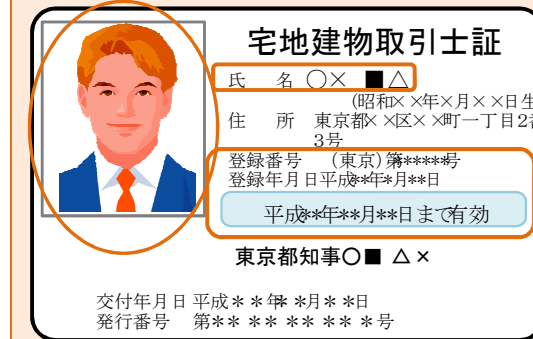 宅地建物取引士証
氏　名 〇× ■△
(昭和××年×月××日生
住　所　東京都××区××町一丁目2番
3号
登録番号　(東京)第******号
登録年月日平成**年*月**日
平成**年**月**日まで有効
東京都知事〇■ △×
交付年月日 平成＊＊年＊＊月＊＊日
発行番号　第** ** ** ** ** *号